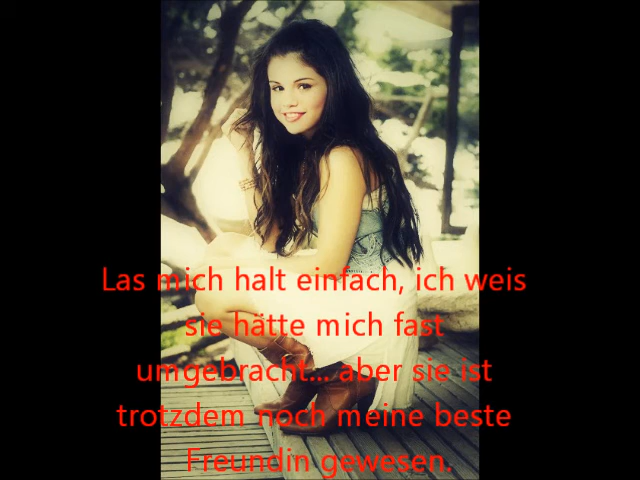 Las mich halt einfach, ich weis
sie hätte mich fast
umgebracht... aber sie ist
trotzdem noch meine beste
Freundin gewesen.